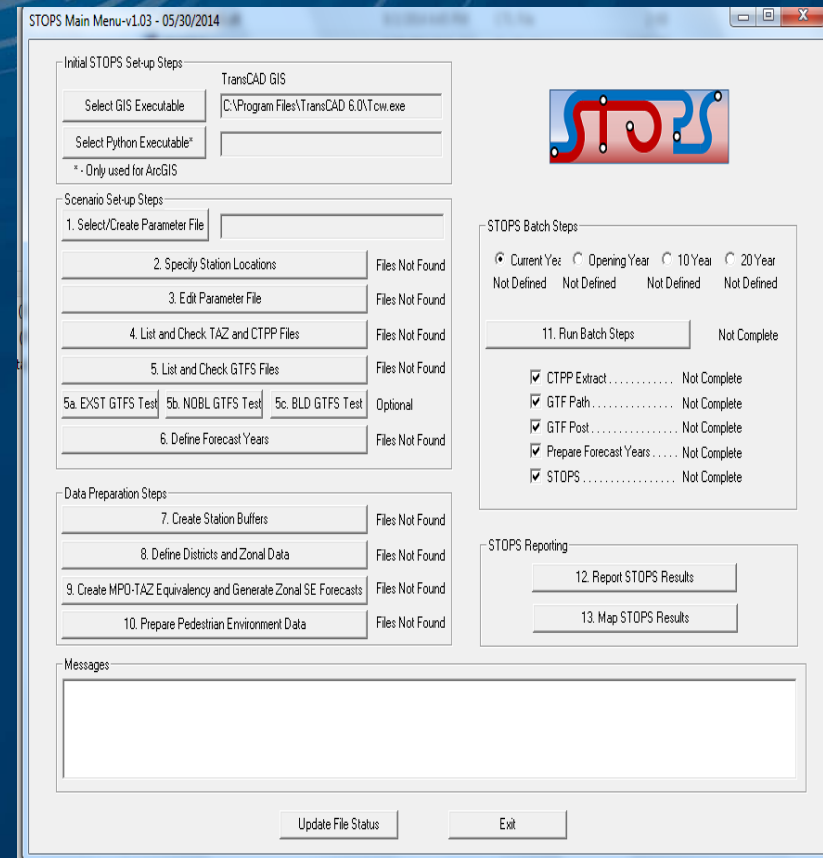 STOPS Main Menu-v1.03 - 05/30/2014
Initial STOPS Set-up Steps
TransCAD GIS
Select GIS Executable
C:\Program Files\TransCAD 6.0\Tcw.exe
Select Python Executable*
* - Only used for ArcGIS
STOPS
Scenario Set-up Steps
1. Select/Create Parameter File
2. Specify Station Locations Files Not Found
3. Edit Parameter File Files Not Found
4. List and Check TAZ and CTPP Files Files Not Found
5. List and Check GTFS Files Files Not Found
5a. EXST GTFS Test 5b. NOBL GTFS Test 5c. BLD GTFS Test Optional
6. Define Forecast Years Files Not Found
Data Preparation Steps
7. Create Station Buffers Files Not Found
8. Define Districts and Zonal Data Files Not Found
9. Create MPO-TAZ Equivalency and Generate Zonal SE Forecasts Files Not Found
10. Prepare Pedestrian Environment Data Files Not Found
STOPS Batch Steps
Current Yea Opening Year 10 Year 20 Year
Not Defined Not Defined Not Defined Not Defined
11. Run Batch Steps Not Complete
CTPP Extract . . . . . . . . . . . . Not Complete
GTF Path . . . . . . . . . . . . . . . Not Complete
GTF Post . . . . . . . . . . . . . . . Not Complete
Prepare Forecast Years . . . . . Not Complete
STOPS . . . . . . . . . . . . . . . . Not Complete
STOPS Reporting
12. Report STOPS Results
13. Map STOPS Results
Messages
Update File Status Exit